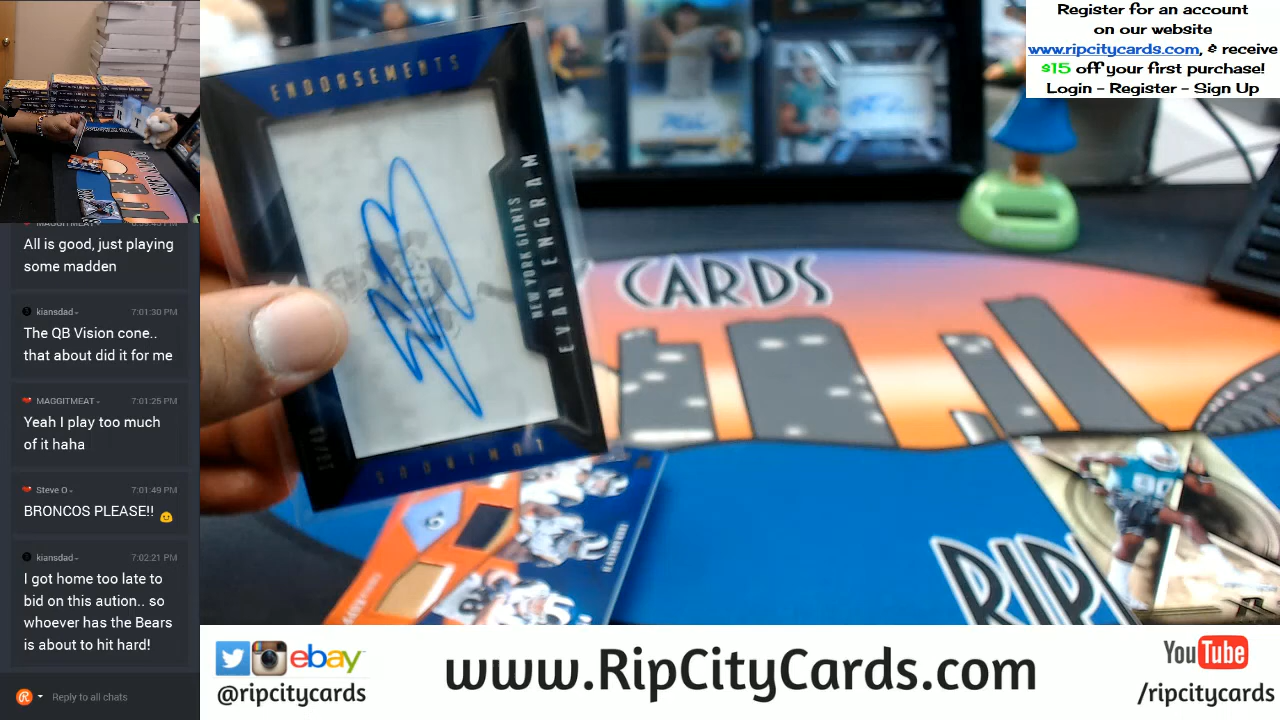 Register for an account
on our website
www.ripcitycards.com, & receive
$15 off your first purchase!
Login - Register - Sign Up
MAGGITMEAT
All is good, just playing
some madden
kiansdad
7:01:30 PM
The QB Vision cone..
that about did it for me
MAGGITMEAT
7:01:25 PM
Yeah I play too much
of it haha
Steve O
7:01:49 PM
BRONCOS PLEASE!!
kiansdad
7:02:21 PM
I got home too late to
bid on this aution.. so
whoever has the Bears
is about to hit hard!
Reply to all chats
ENDORSEMENTS
NEW YORK GIANTS
EVAN ENGRAM
LUMINOUS
CARDS
RIP
ebay
@ripcitycards
www.RipCityCards.com
YouTube
/ripcitycards